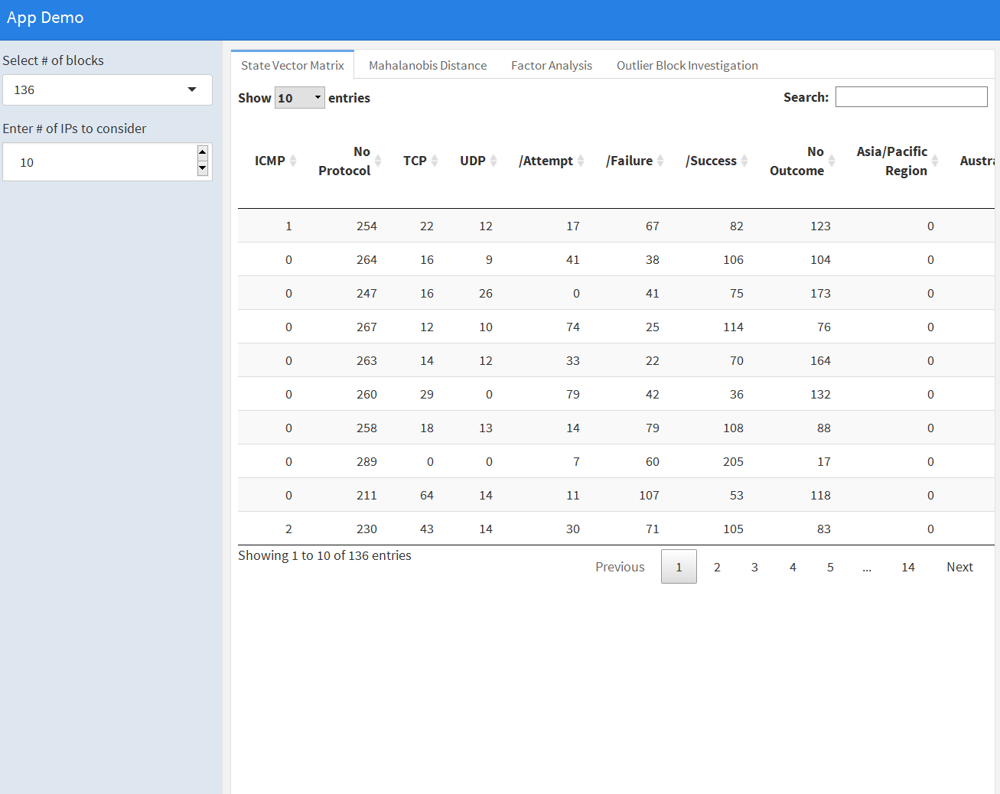 App Demo
Select # of blocks
136
Enter # of IPs to consider
10
State Vector Matrix Mahalanobis Distance Factor Analysis Outlier Block Investigation
Show 10 entries Search:
ICMP No Protocol TCP UDP /Attempt /Failure /Success No Outcome Asia/Pacific Region Austra
1 254 22 12 17 67 82 123 0
0 264 16 9 41 38 106 104 0
0 247 16 26 0 41 75 173 0
0 267 12 10 74 25 114 76 0
0 263 14 12 33 22 70 164 0
0 260 29 0 79 42 36 132 0
0 258 18 13 14 79 108 88 0
0 289 0 0 7 60 205 17 0
0 211 64 14 11 107 53 118 0
2 230 43 14 30 71 105 83 0
Showing 1 to 10 of 136 entries
Previous 1 2 3 4 5 ... 14 Next